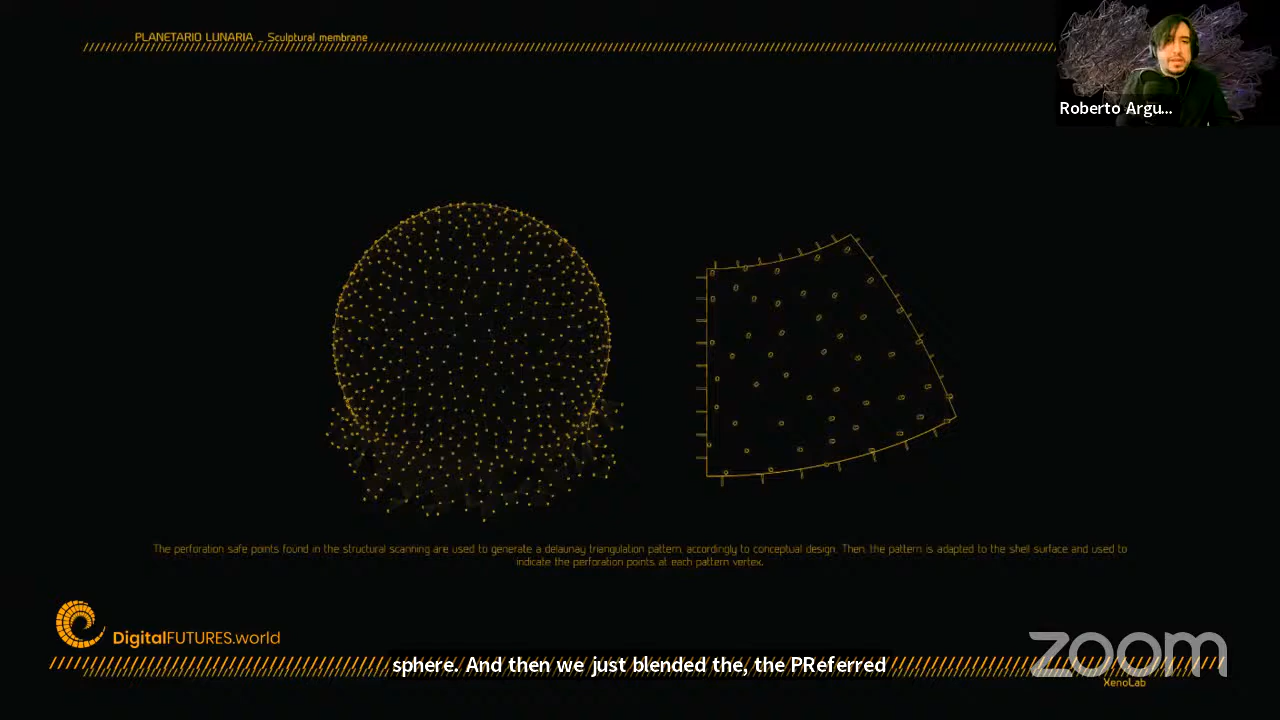 PLANETARIO LUNARIA _ Sculptural membrane
Roberto Argu...
The perforation safe points found in the structural scanning are used to generate a delaunay triangulation pattern, accordingly to conceptual design. Then, the pattern is adapted to the shell surface and used to
indicate the perforation points at each pattern vertex.
DigitalFUTURES.world
sphere. And then we just blended the, the PReferred
zoom
XenoLab